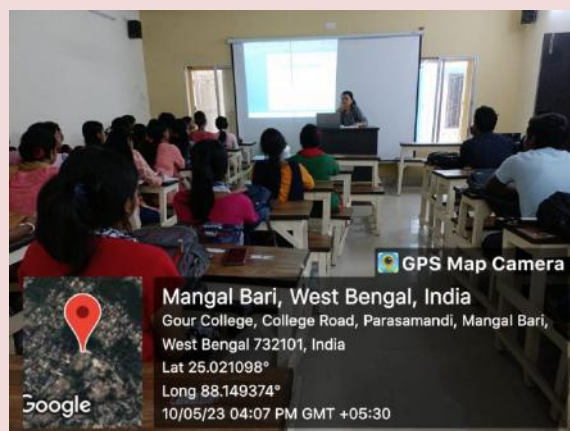 GPS Map Camera
Mangal Bari, West Bengal, India
Gour College, College Road, Parasamandi, Mangal Bari,
West Bengal 732101, India
Lat 25.021098°
Long 88.149374°
10/05/23 04:07 PM GMT +05:30
Google